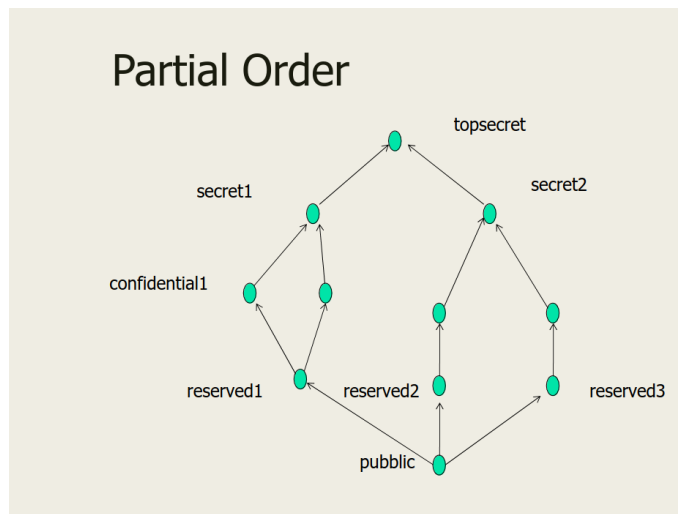 Partial Order
topsecret
secret1
secret2
confidential1
reserved1
reserved2
reserved3
pubblic